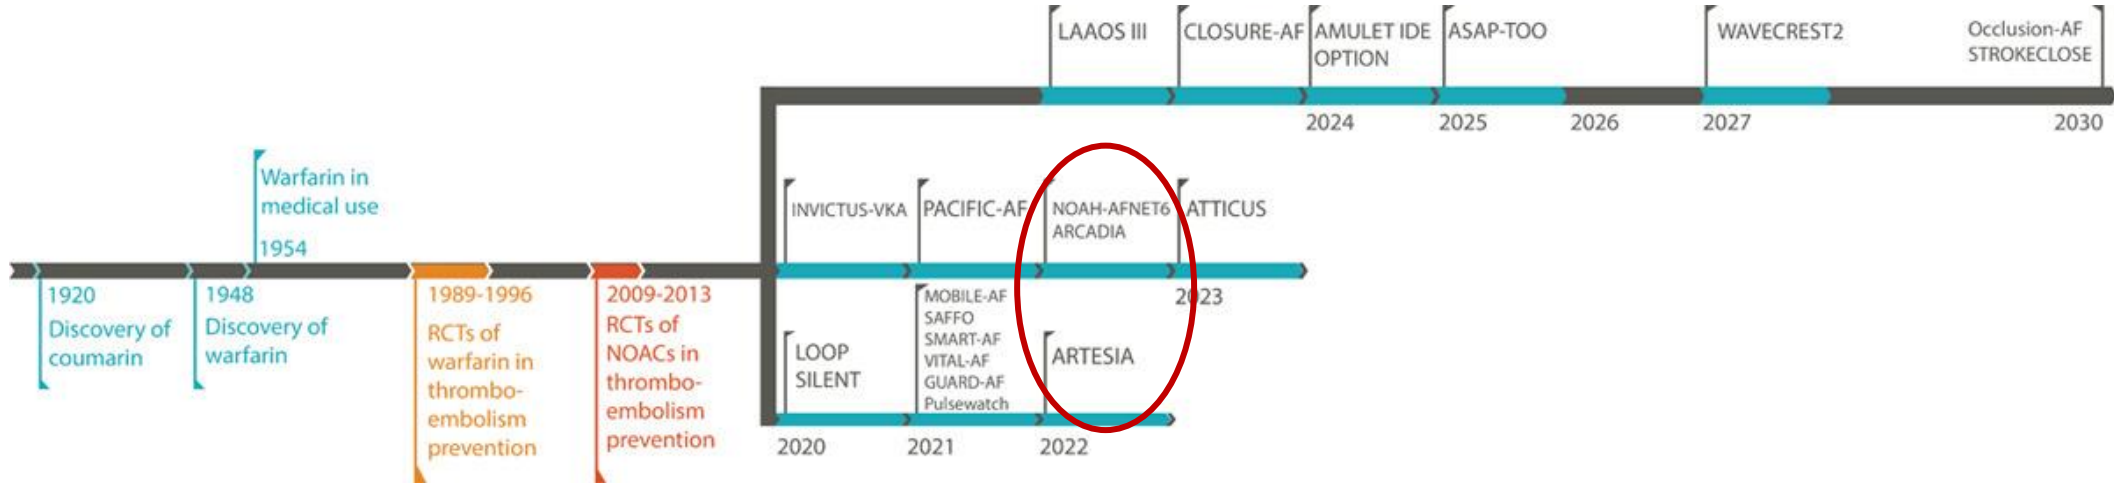 LAAOS III
CLOSURE-AF
AMULET IDE
OPTION
ASAP-TOO
WAVECREST2
Occlusion-AF
STROKECLOSE
2024
2025
2026
2027
2030
Warfarin in
medical use
1954
INVICTUS-VKA
PACIFIC-AF
NOAH-AFNET6
ARCADIA
ATTICUS
1920
Discovery of
coumarin
1948
Discovery of
warfarin
1989-1996
RCTs of
warfarin in
thrombo-
embolism
prevention
2009-2013
RCTs of
NOACs in
thrombo-
embolism
prevention
2023
LOOP
SILENT
MOBILE-AF
SAFFO
SMART-AF
VITAL-AF
GUARD-AF
Pulsewatch
ARTESIA
2020
2021
2022